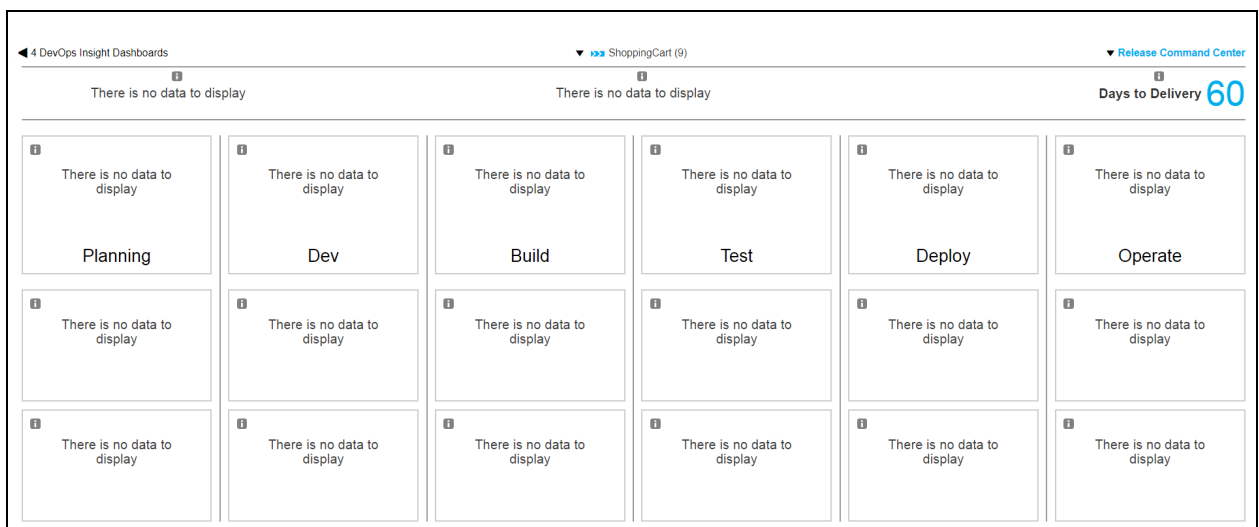 4 DevOps Insight Dashboards
ShoppingCart (9)
Release Command Center
There is no data to display
There is no data to display
Days to Delivery 60
There is no data to
display
Planning
There is no data to
display
Dev
There is no data to
display
Build
There is no data to
display
Test
There is no data to
display
Deploy
There is no data to
display
Operate
There is no data to
display
There is no data to
display
There is no data to
display
There is no data to
display
There is no data to
display
There is no data to
display
There is no data to
display
There is no data to
display
There is no data to
display
There is no data to
display
There is no data to
display
There is no data to
display